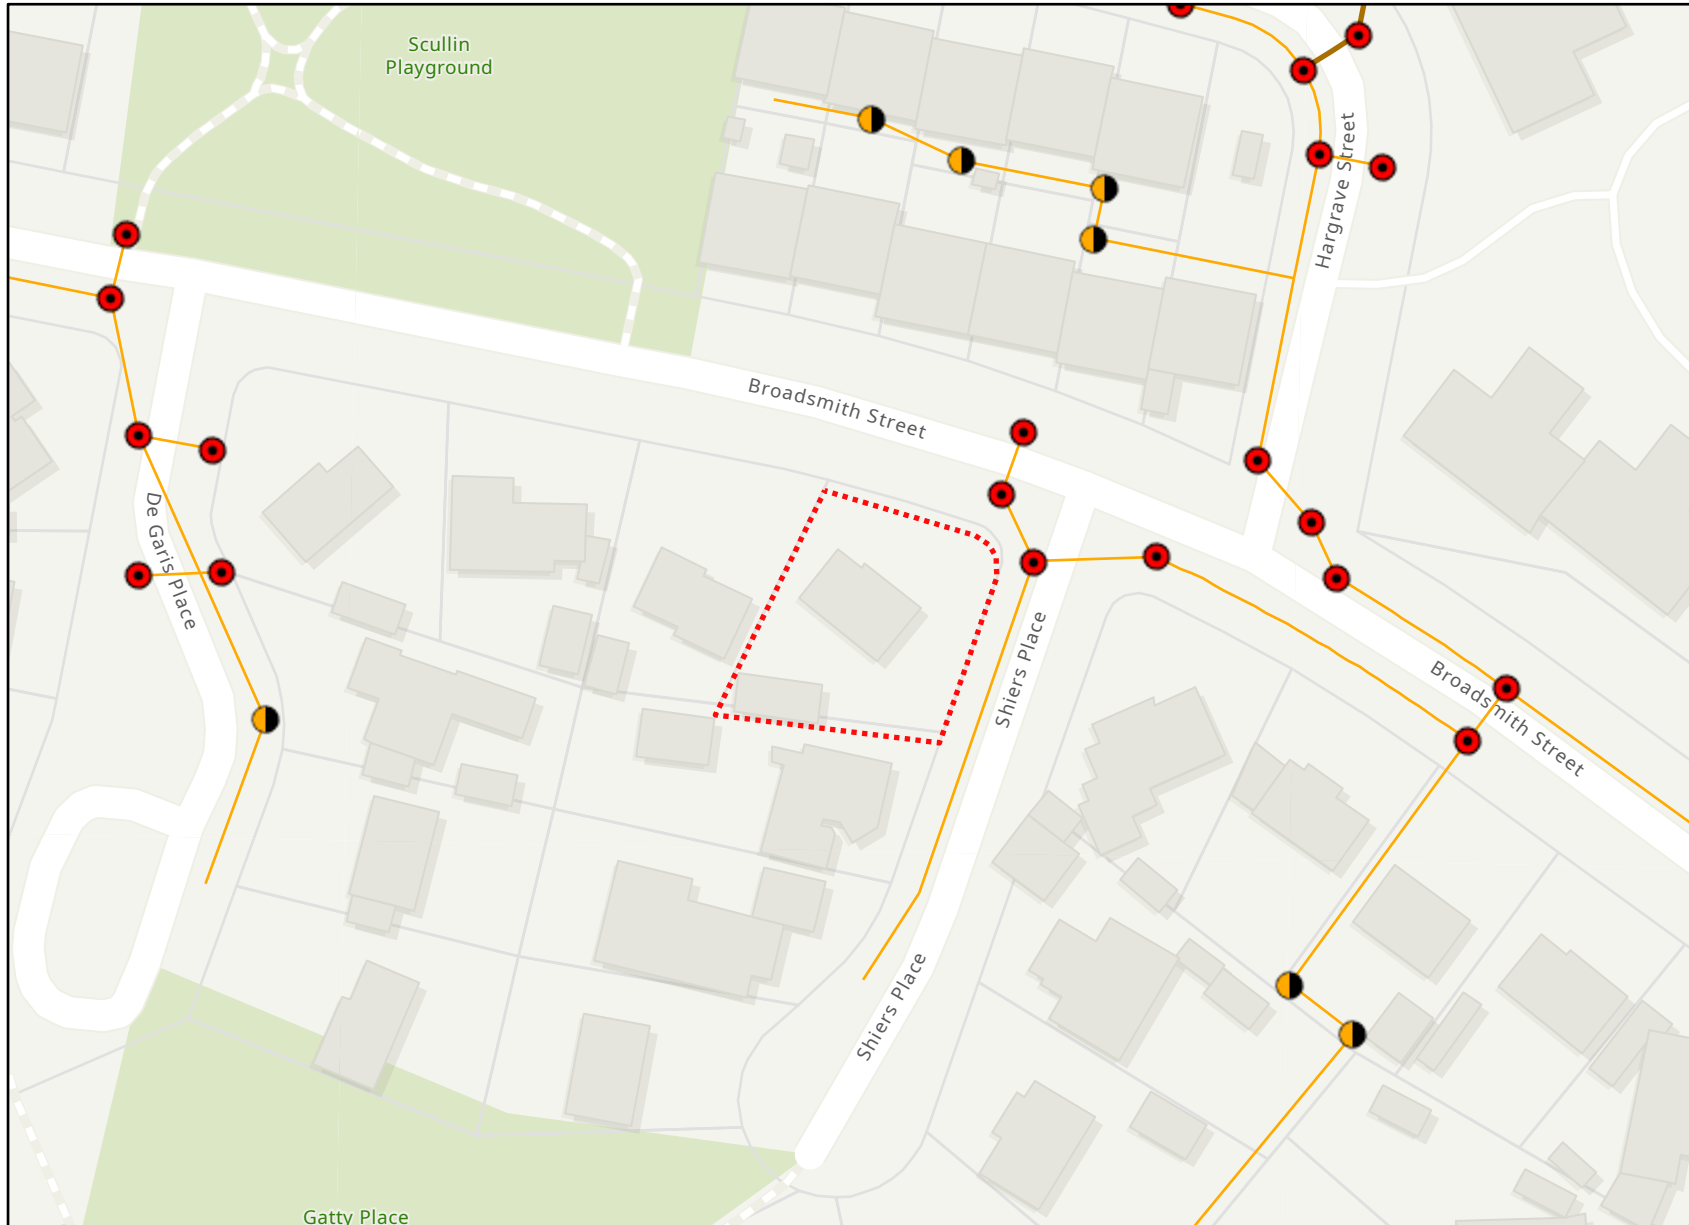 Scullin
Playground
Hargrave Street
Broadsmith Street
De Garis Place
Shiers Place
Broadsmith Street
Shiers Place
Gatty Place